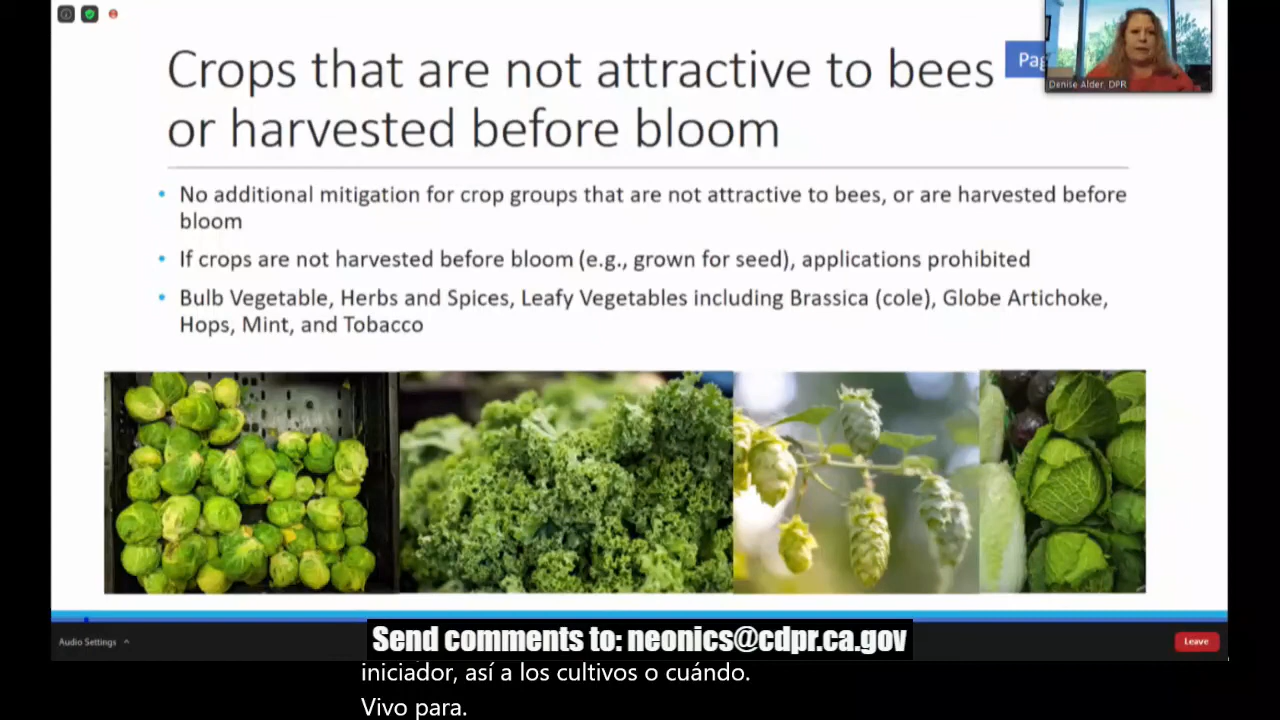 Crops that are not attractive to bees
or harvested before bloom
Denise Alder, DPR
• No additional mitigation for crop groups that are not attractive to bees, or are harvested before
bloom
• If crops are not harvested before bloom (e.g., grown for seed), applications prohibited
• Bulb Vegetable, Herbs and Spices, Leafy Vegetables including Brassica (cole), Globe Artichoke,
Hops, Mint, and Tobacco
Audio Settings
Send comments to: neonics@cdpr.ca.gov
Leave
iniciador, así a los cultivos o cuándo.
Vivo para.